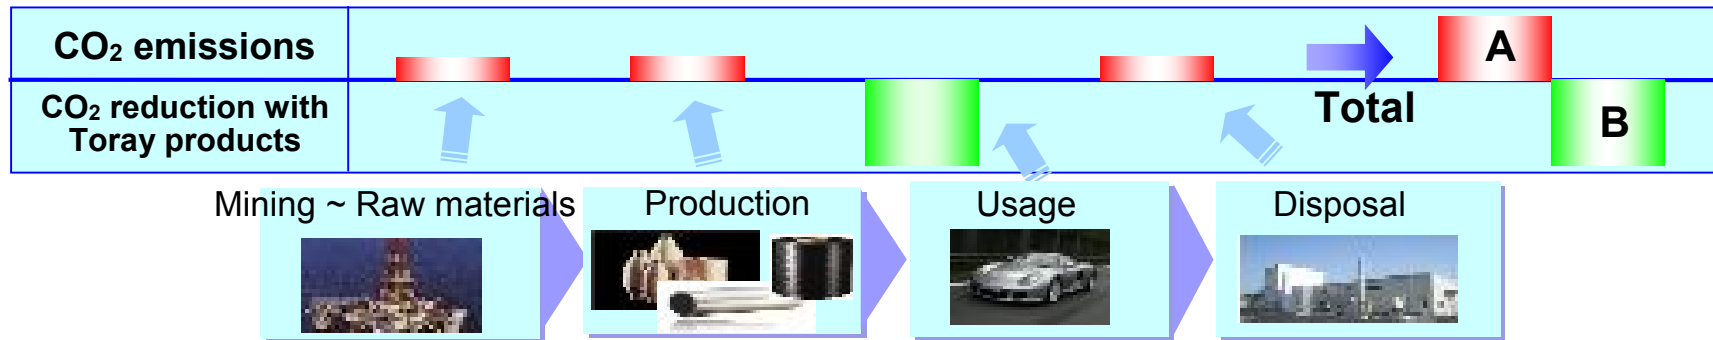 CO₂ emissions
A
CO₂ reduction with
Toray products
Total
B
Mining ~ Raw materials
Production
Usage
Disposal